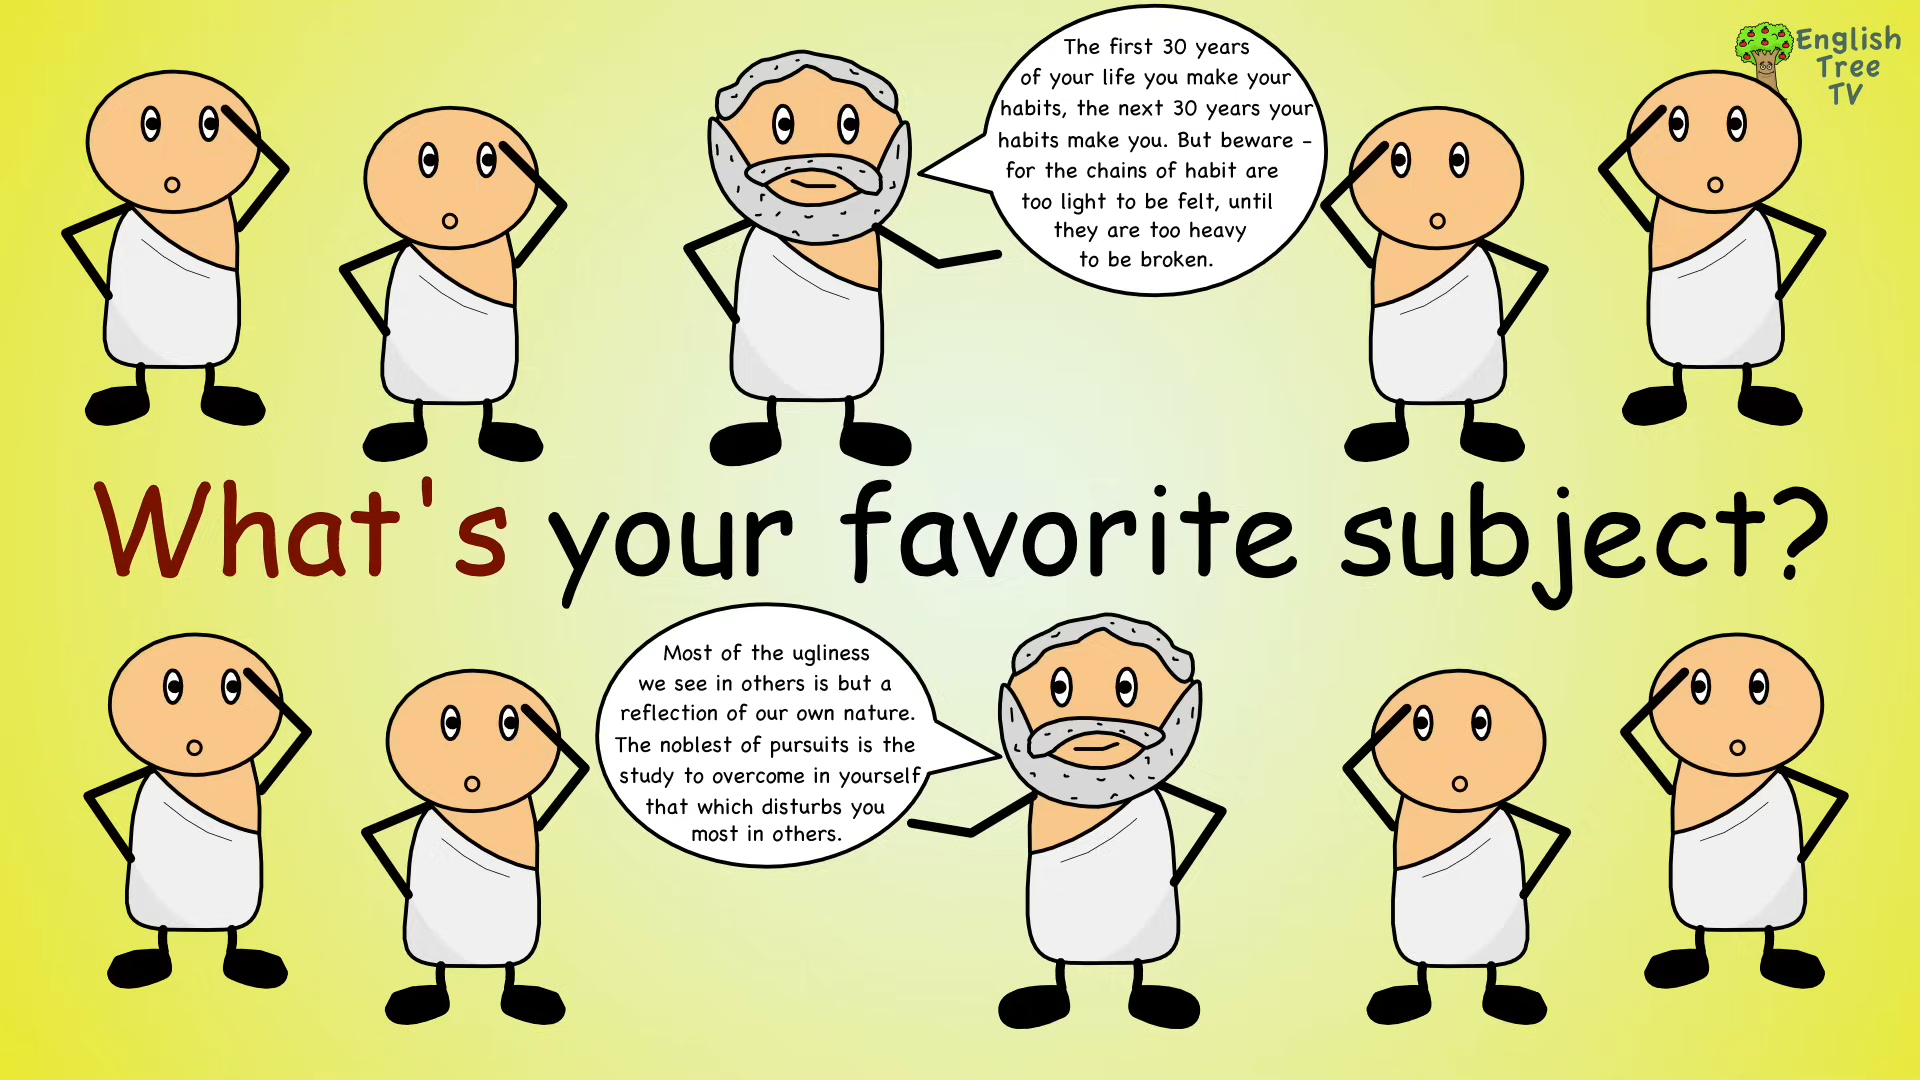 The first 30 years
of your life you make your
habits, the next 30 years your
habits make you. But beware -
for the chains of habit are
too light to be felt, until
they are too heavy
to be broken.
English
Tree
TV
What's your favorite subject?
Most of the ugliness
we see in others is but a
reflection of our own nature.
The noblest of pursuits is the
study to overcome in yourself
that which disturbs you
most in others.